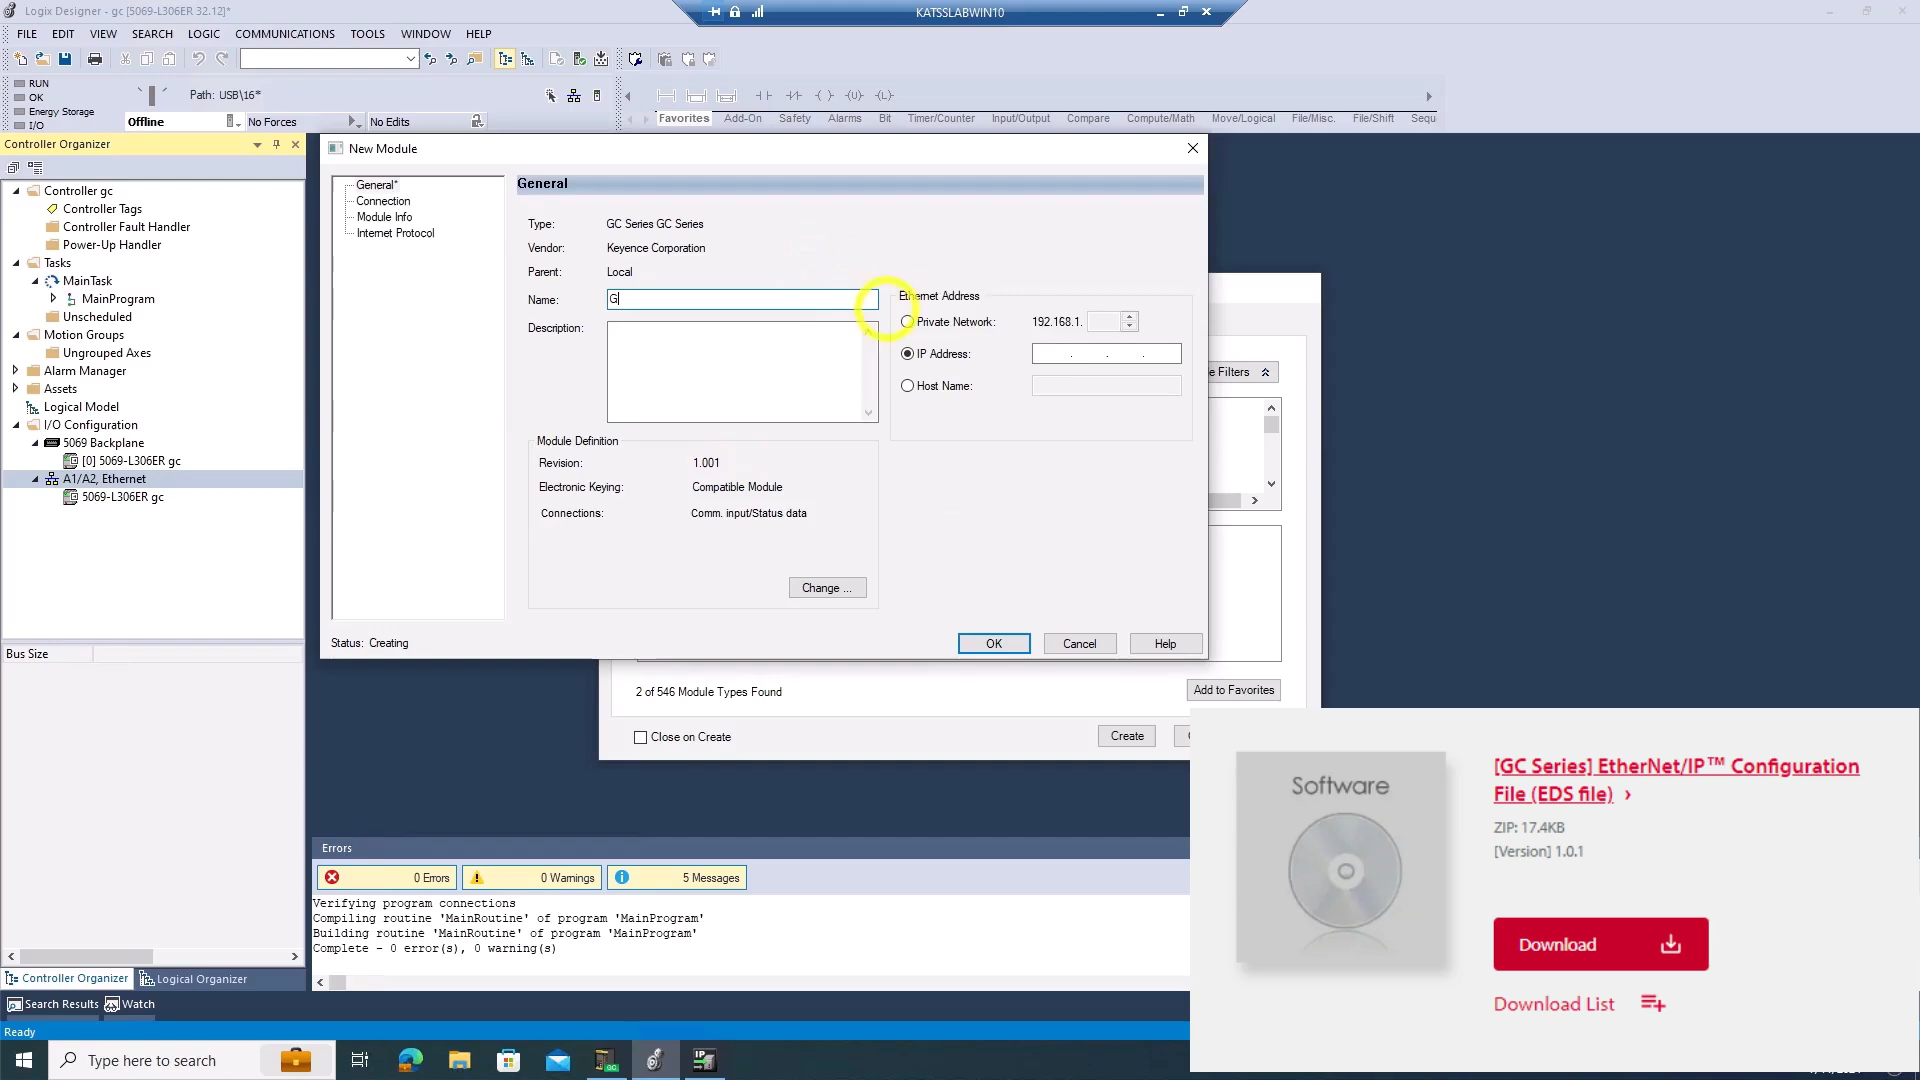 Logix Designer - gc [5069-L306ER 32.12]*
KATSSLABWIN10
FILE EDIT VIEW SEARCH LOGIC COMMUNICATIONS TOOLS WINDOW HELP
RUN
OK
Energy Storage
I/O
Path: USB\16*
Offline
No Forces
No Edits
Favorites Add-On Safety Alarms Bit Timer/Counter Input/Output Compare Compute/Math Move/Logical File/Misc. File/Shift Sequ
Controller Organizer
Controller gc
Controller Tags
Controller Fault Handler
Power-Up Handler
Tasks
MainTask
MainProgram
Unscheduled
Motion Groups
Ungrouped Axes
Alarm Manager
Assets
Logical Model
I/O Configuration
5069 Backplane
[0] 5069-L306ER gc
A1/A2, Ethernet
5069-L306ER gc
Bus Size
Controller Organizer
Logical Organizer
Search Results
Watch
Ready
New Module
General*
Connection
Module Info
Internet Protocol
General
Type: GC Series GC Series
Vendor: Keyence Corporation
Parent: Local
Name: G
Description:
Ethernet Address
Private Network: 192.168.1.
IP Address: . . .
Host Name:
Module Definition
Revision: 1.001
Electronic Keying: Compatible Module
Connections: Comm. input/Status data
Change ...
Status: Creating
OK
Cancel
Help
e Filters
2 of 546 Module Types Found
Add to Favorites
Close on Create
Create
Errors
0 Errors
0 Warnings
5 Messages
Verifying program connections
Compiling routine 'MainRoutine' of program 'MainProgram'
Building routine 'MainRoutine' of program 'MainProgram'
Complete - 0 error(s), 0 warning(s)
Software
[GC Series] EtherNet/IP™ Configuration
File (EDS file) ›
ZIP: 17.4KB
[Version] 1.0.1
Download
Download List
Type here to search
GC
IP